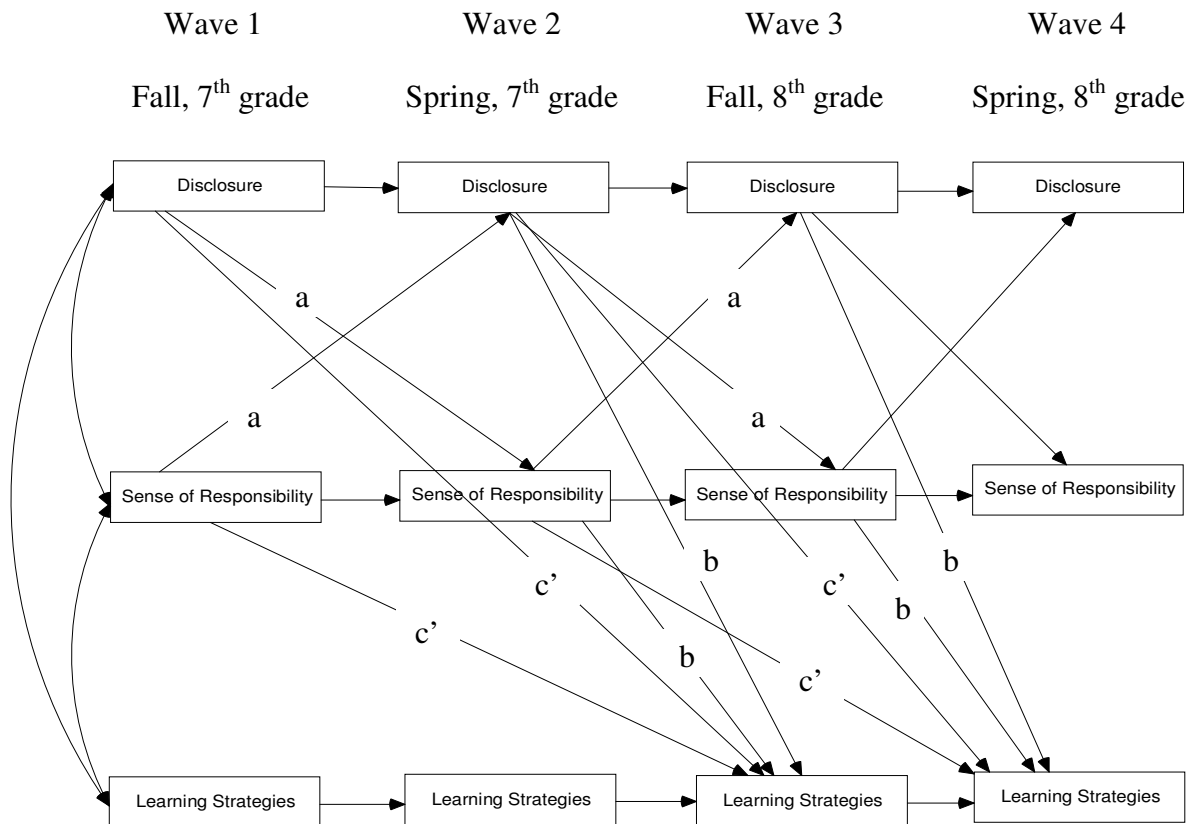 Wave 1 Wave 2 Wave 3 Wave 4
Fall, 7th grade Spring, 7th grade Fall, 8th grade Spring, 8th grade
Disclosure Disclosure Disclosure Disclosure
a a
a a
Sense of Responsibility Sense of Responsibility Sense of Responsibility Sense of Responsibility
b b
c' c' b
c' b
c'
Learning Strategies Learning Strategies Learning Strategies Learning Strategies